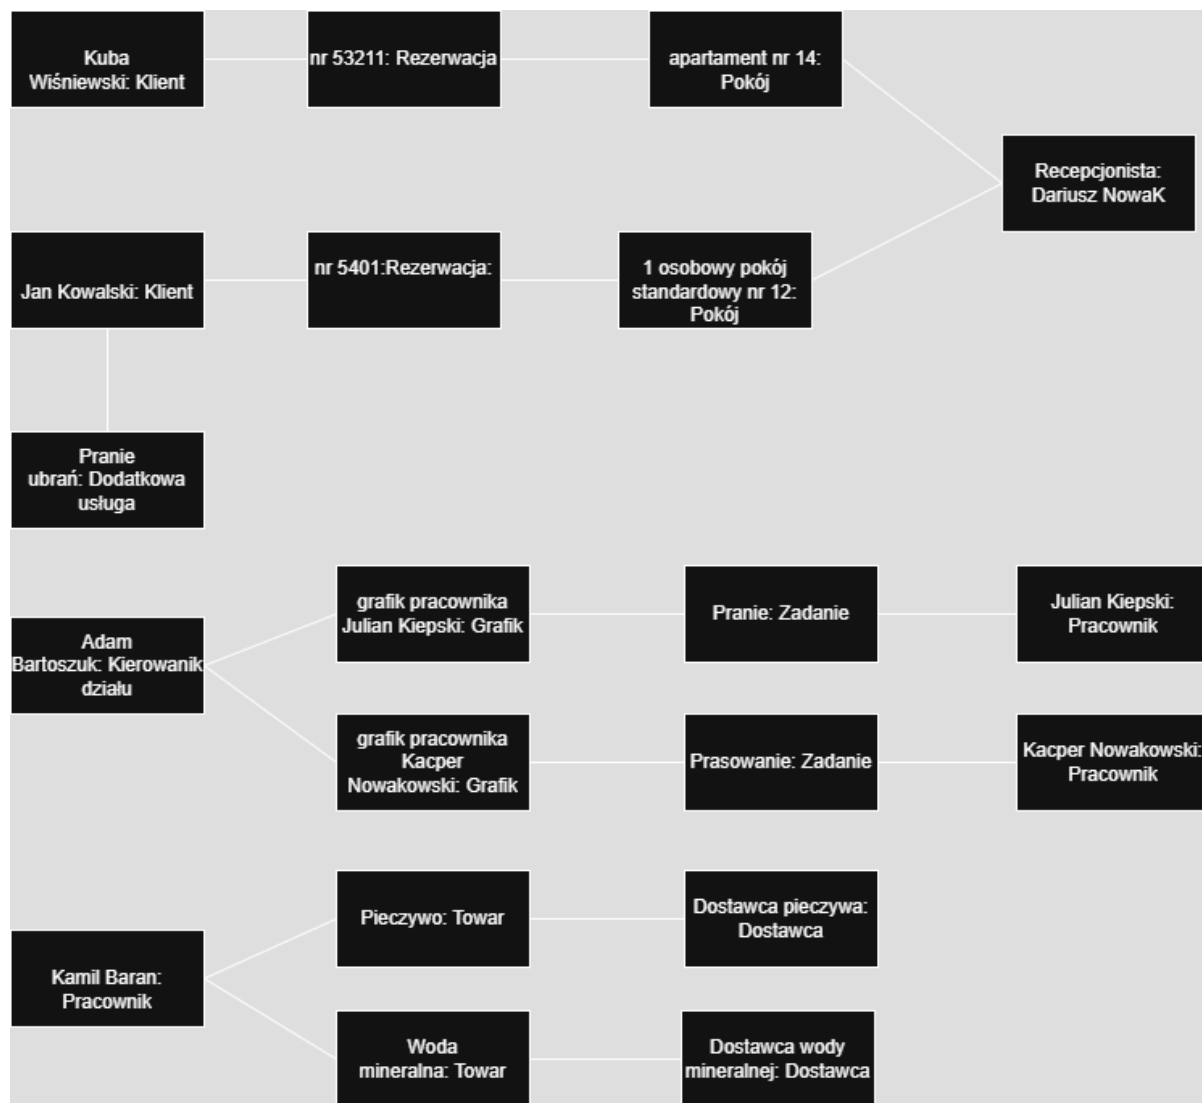 Kuba
Wiśniewski: Klient
nr 53211: Rezerwacja
apartament nr 14:
Pokój
Recepcjonista:
Dariusz NowaK
Jan Kowalski: Klient
nr 5401:Rezerwacja:
1 osobowy pokój
standardowy nr 12:
Pokój
Pranie
ubrań: Dodatkowa
usługa
Adam
Bartoszuk: Kierowanik
działu
grafik pracownika
Julian Kiepski: Grafik
Pranie: Zadanie
Julian Kiepski:
Pracownik
grafik pracownika
Kacper
Nowakowski: Grafik
Prasowanie: Zadanie
Kacper Nowakowski:
Pracownik
Kamil Baran:
Pracownik
Pieczywo: Towar
Dostawca pieczywa:
Dostawca
Woda
mineralna: Towar
Dostawca wody
mineralnej: Dostawca